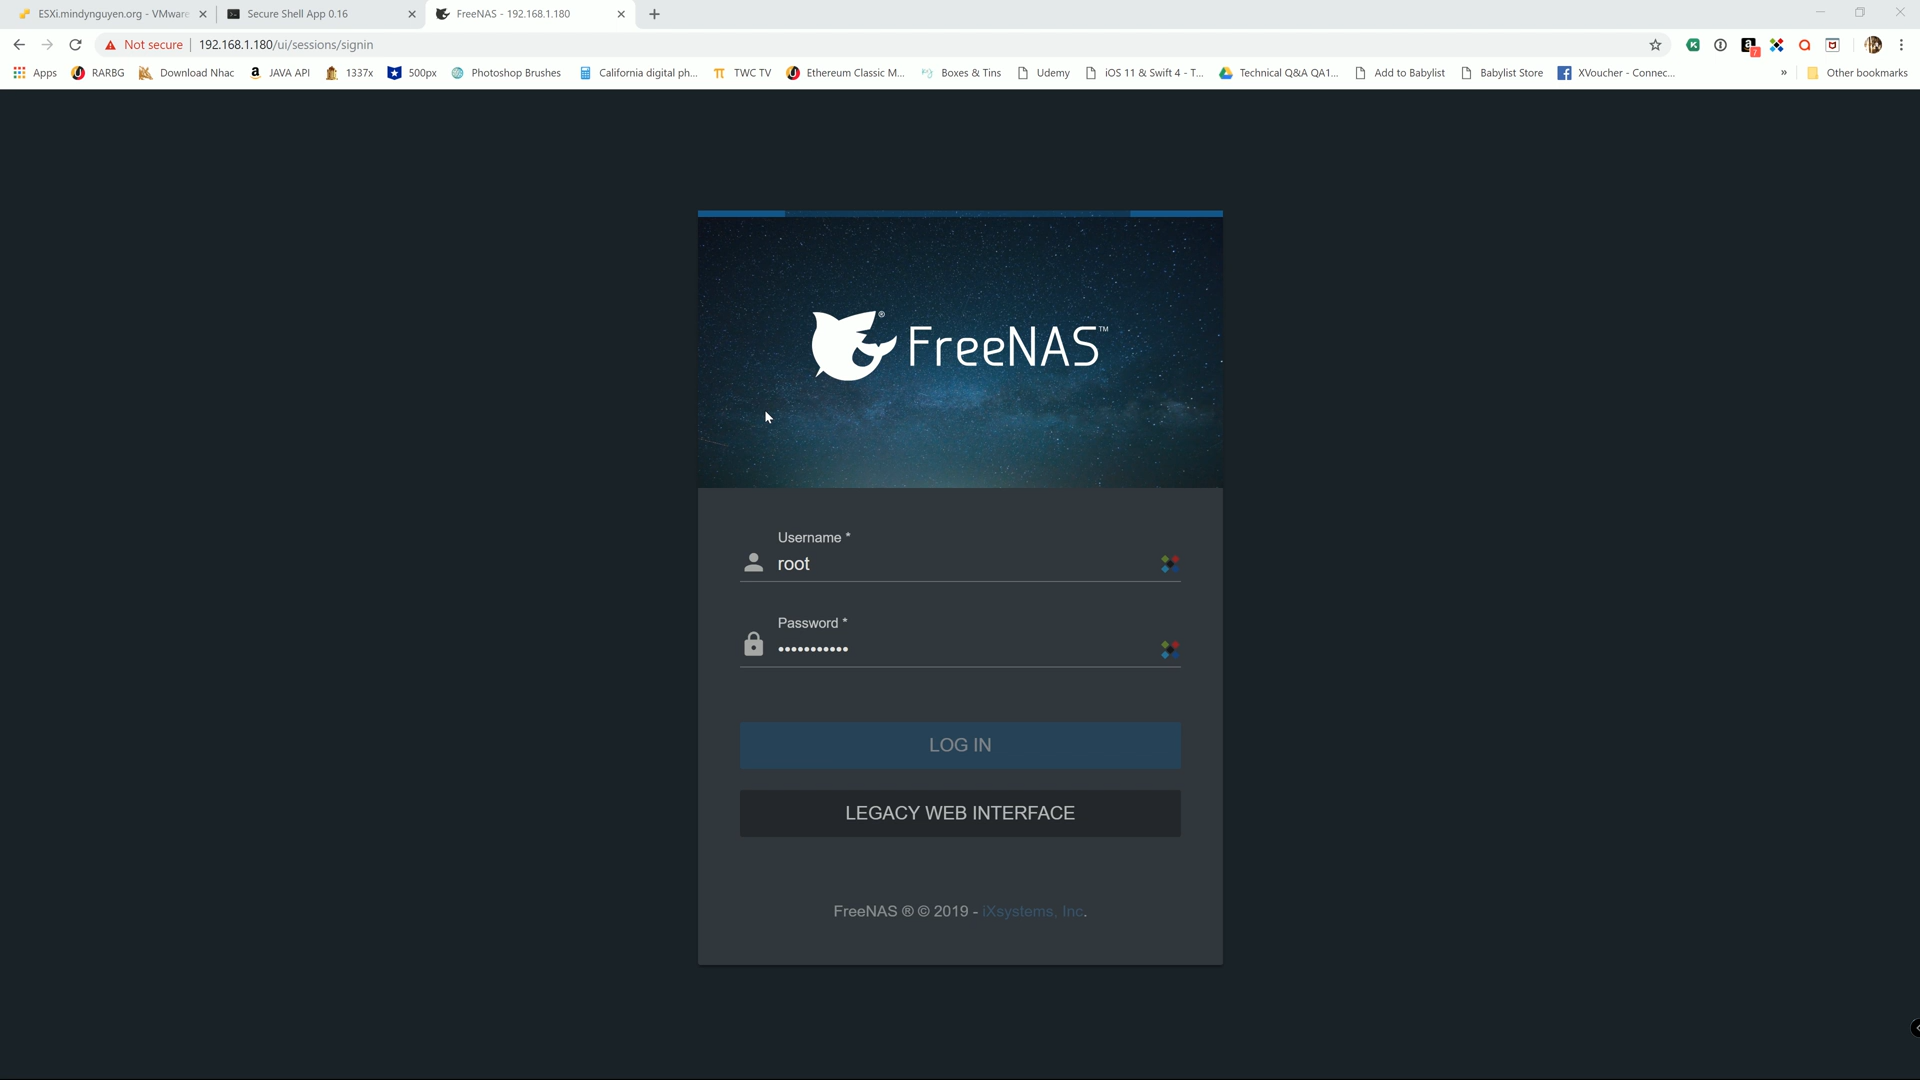 ESXi.mindynguyen.org - VMware
Secure Shell App 0.16
FreeNAS - 192.168.1.180
Not secure
192.168.1.180/ui/sessions/signin
7
Apps
RARBG
Download Nhac
JAVA API
1337x
500px
Photoshop Brushes
California digital ph...
TWC TV
Ethereum Classic M...
Boxes & Tins
Udemy
iOS 11 & Swift 4 - T...
Technical Q&A QA1...
Add to Babylist
Babylist Store
XVoucher - Connec...
»
Other bookmarks
FreeNAS™
®
Username *
root
Password *
•••••••••••
LOG IN
LEGACY WEB INTERFACE
FreeNAS ® © 2019 - iXsystems, Inc.